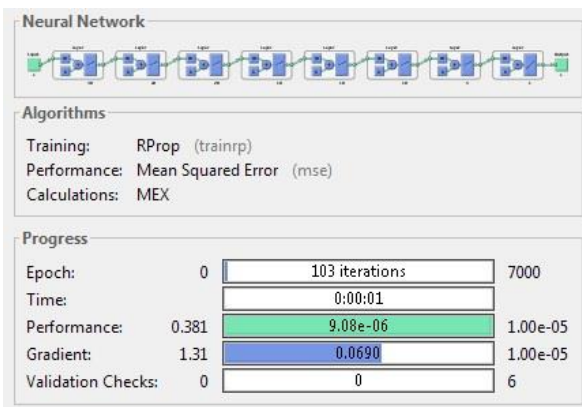 Neural Network
Algorithms
Training: RProp (trainrp)
Performance: Mean Squared Error (mse)
Calculations: MEX
Progress
Epoch: 0 103 iterations 7000
Time: 0:00:01
Performance: 0.381 9.08e-06 1.00e-05
Gradient: 1.31 0.0690 1.00e-05
Validation Checks: 0 0 6